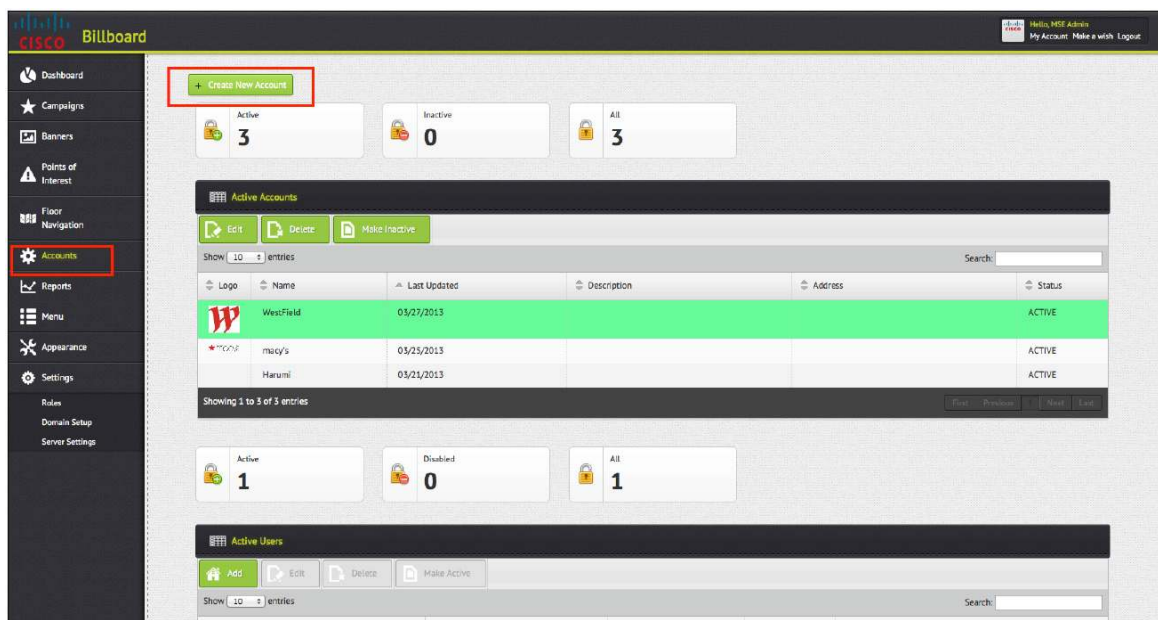 CISCO Billboard
CISCO
Hello, MSE Admin
My Account Make a wish Logout
Dashboard
Campaigns
Banners
Points of
Interest
Floor
Navigation
Accounts
Reports
Menu
Appearance
Settings
Roles
Domain Setup
Server Settings
+ Create New Account
Active
3
Inactive
0
All
3
Active Accounts
Edit Delete Make Inactive
Show 10 entries Search:
Logo Name Last Updated Description Address Status
W WestField 03/27/2013 ACTIVE
macy's 03/25/2013 ACTIVE
Harumi 03/21/2013 ACTIVE
Showing 1 to 3 of 3 entries First Previous 1 Next Last
Active
1
Disabled
0
All
1
Active Users
Add Edit Delete Make Active
Show 10 entries Search: